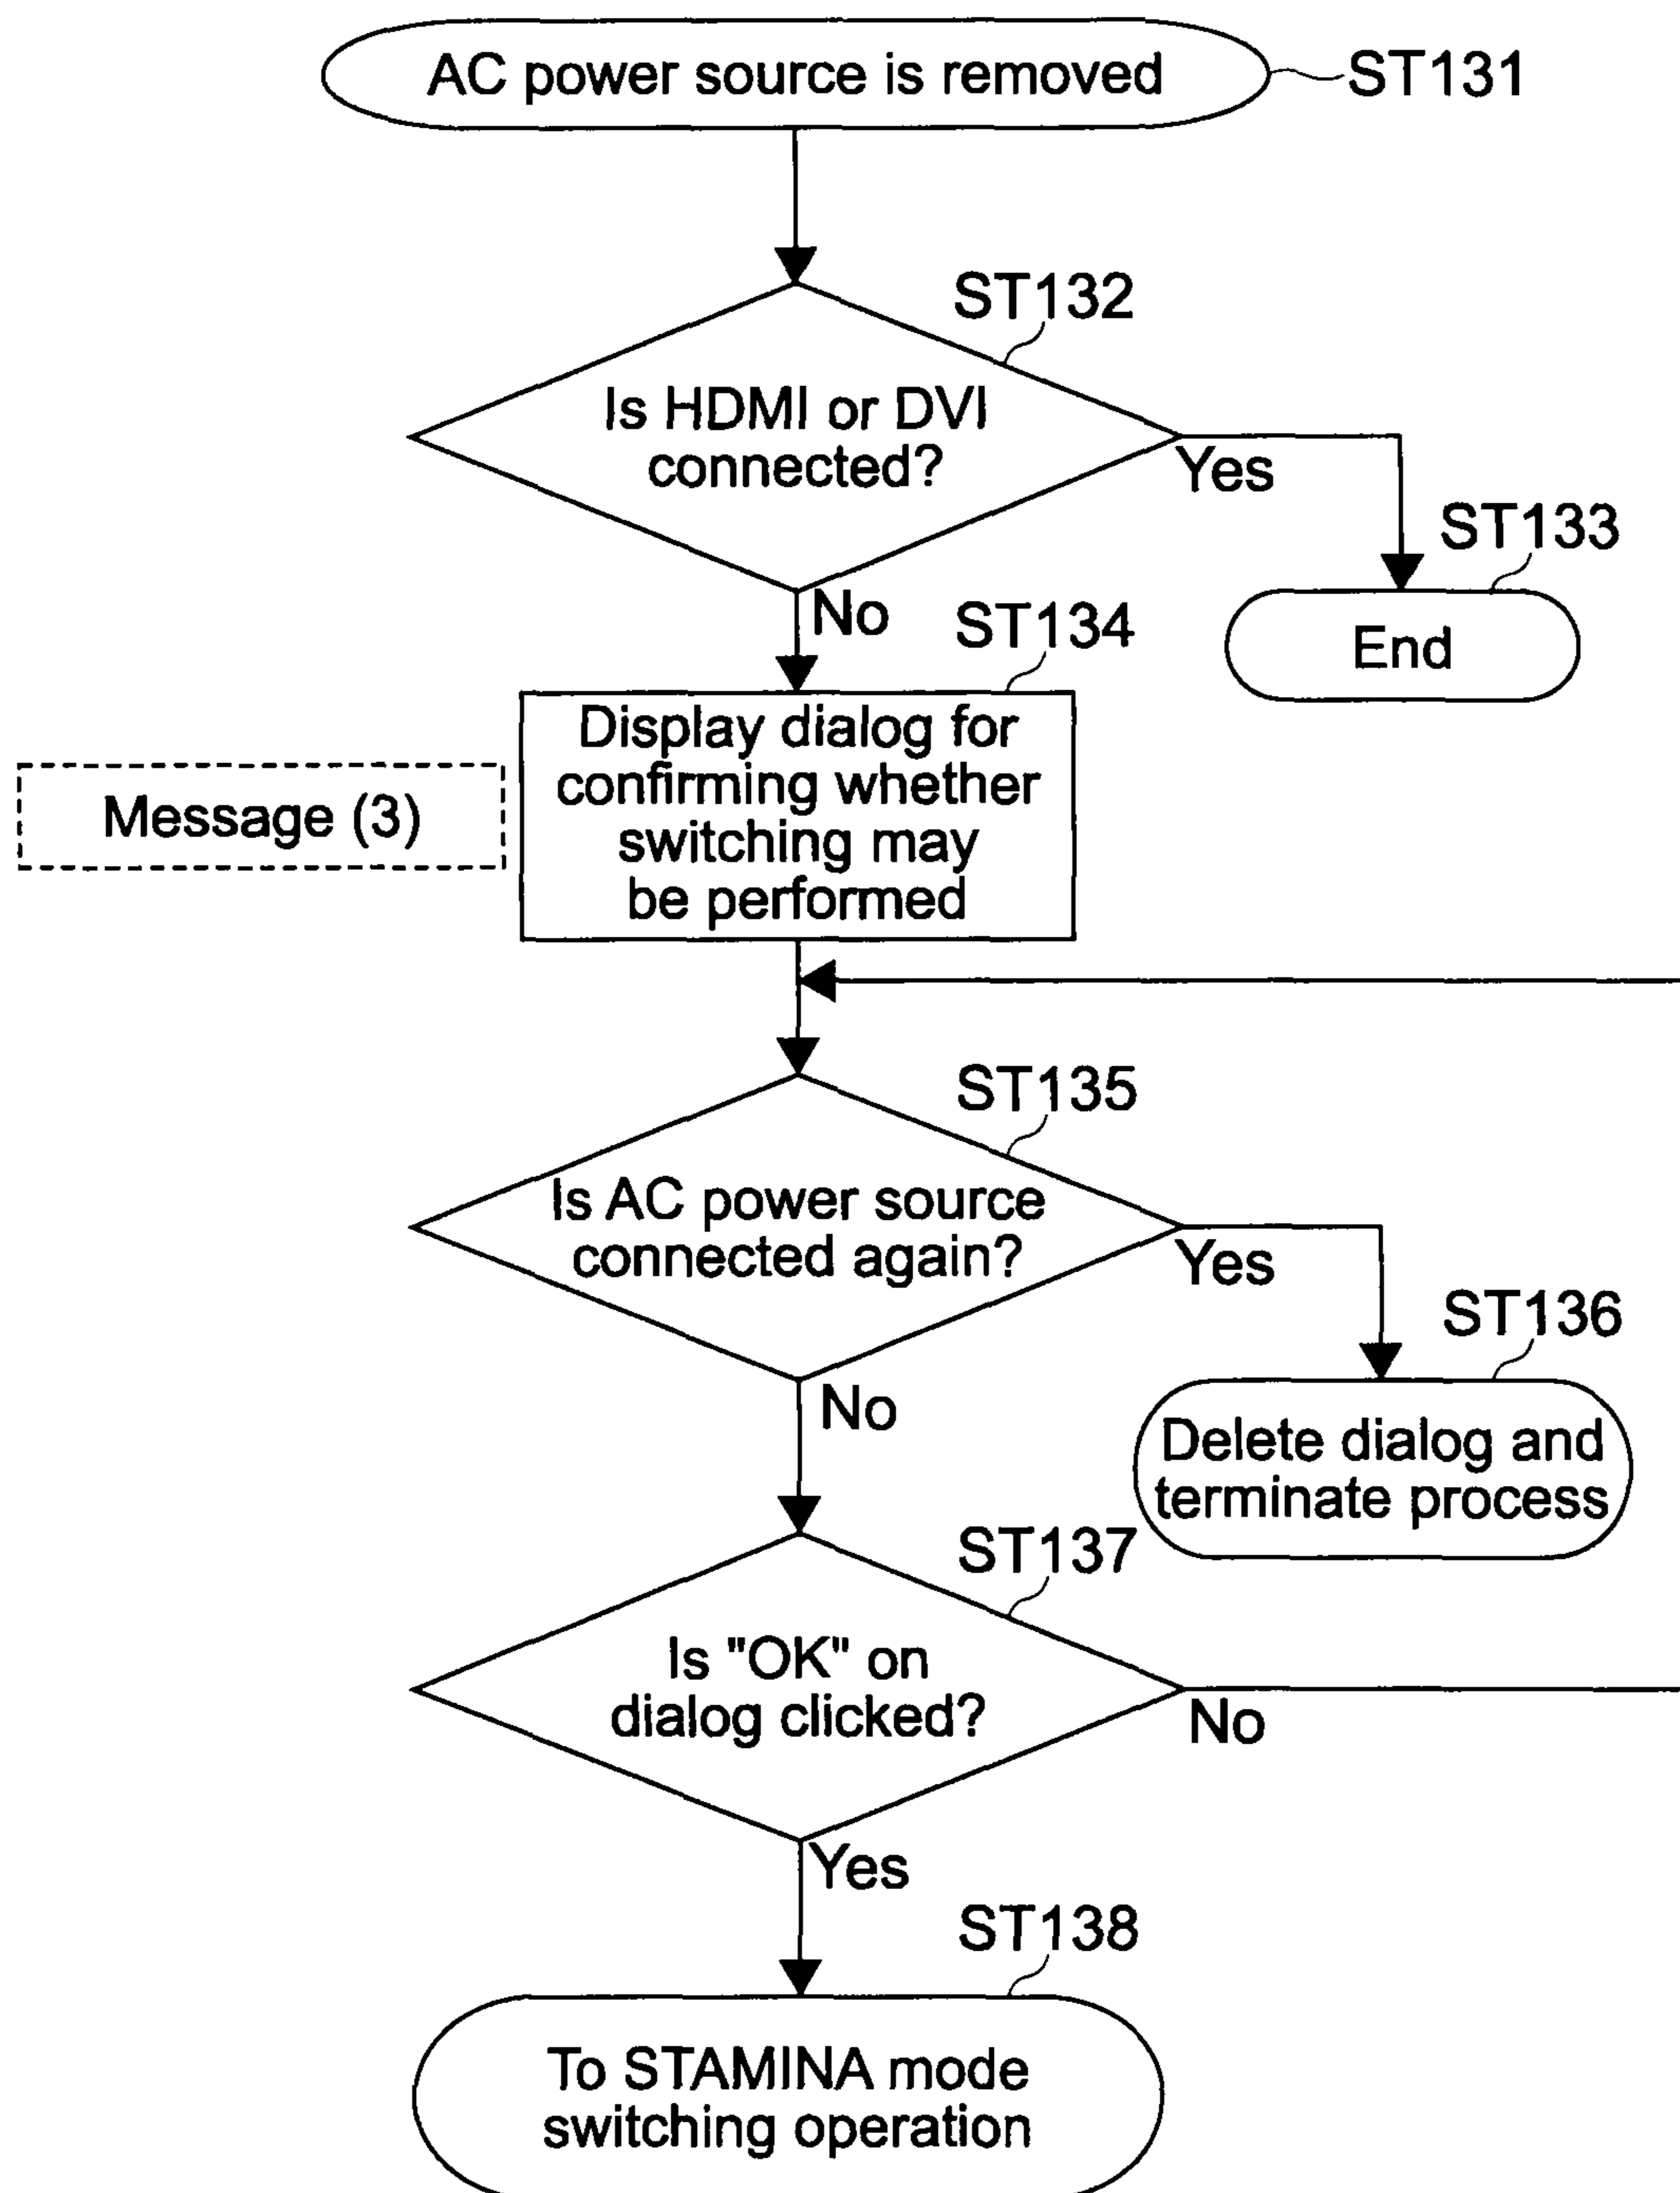 AC power source is removed
ST131
ST132
Is HDMI or DVI
connected?
Yes
ST133
End
No
ST134
Display dialog for
confirming whether
switching may
be performed
Message (3)
ST135
Is AC power source
connected again?
Yes
ST136
Delete dialog and
terminate process
No
ST137
Is "OK" on
dialog clicked?
No
Yes
ST138
To STAMINA mode
switching operation